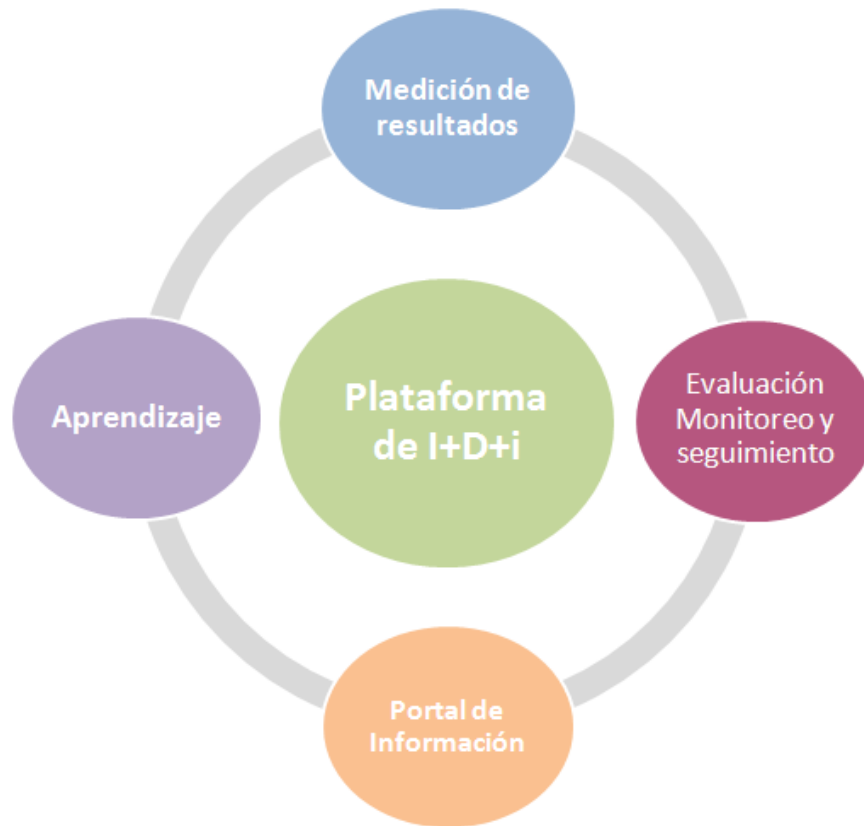 Medición de
resultados
Aprendizaje
Plataforma
de I+D+i
Evaluación
Monitoreo y
seguimiento
Portal de
Información